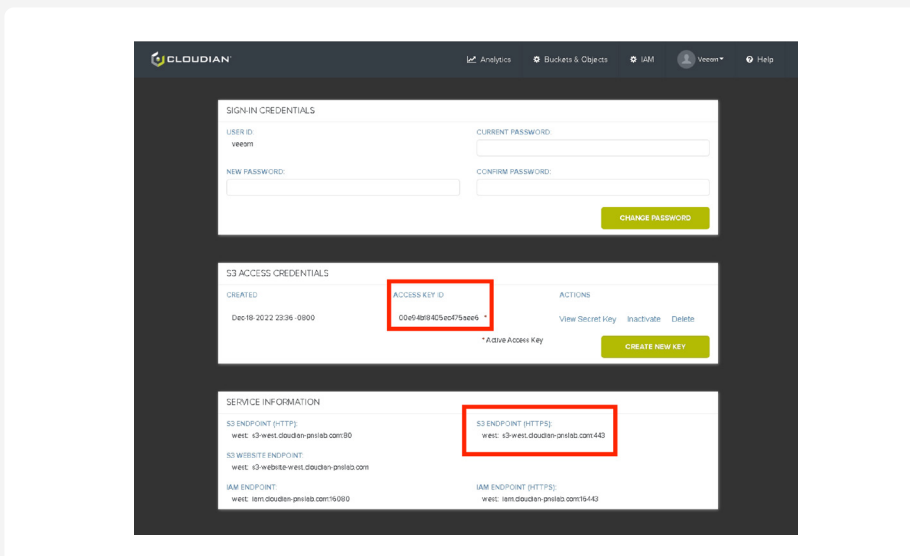 CLOUDIAN
Analytics Buckets & Objects IAM Veeam Help
SIGN-IN CREDENTIALS
USER ID: CURRENT PASSWORD:
veeam
NEW PASSWORD: CONFIRM PASSWORD:
CHANGE PASSWORD
S3 ACCESS CREDENTIALS
CREATED ACCESS KEY ID ACTIONS
Dec-18-2022 23:36 -0800 00e94b18405ec475aee6 * View Secret Key Inactivate Delete
* Active Access Key
CREATE NEW KEY
SERVICE INFORMATION
S3 ENDPOINT (HTTP): S3 ENDPOINT (HTTPS):
west: s3-west.cloudian-pnslab.com:80 west: s3-west.cloudian-pnslab.com:443
S3 WEBSITE ENDPOINT:
west: s3-website-west.cloudian-pnslab.com
IAM ENDPOINT: IAM ENDPOINT (HTTPS):
west: iam.cloudian-pnslab.com:16080 west: iam.cloudian-pnslab.com:16443